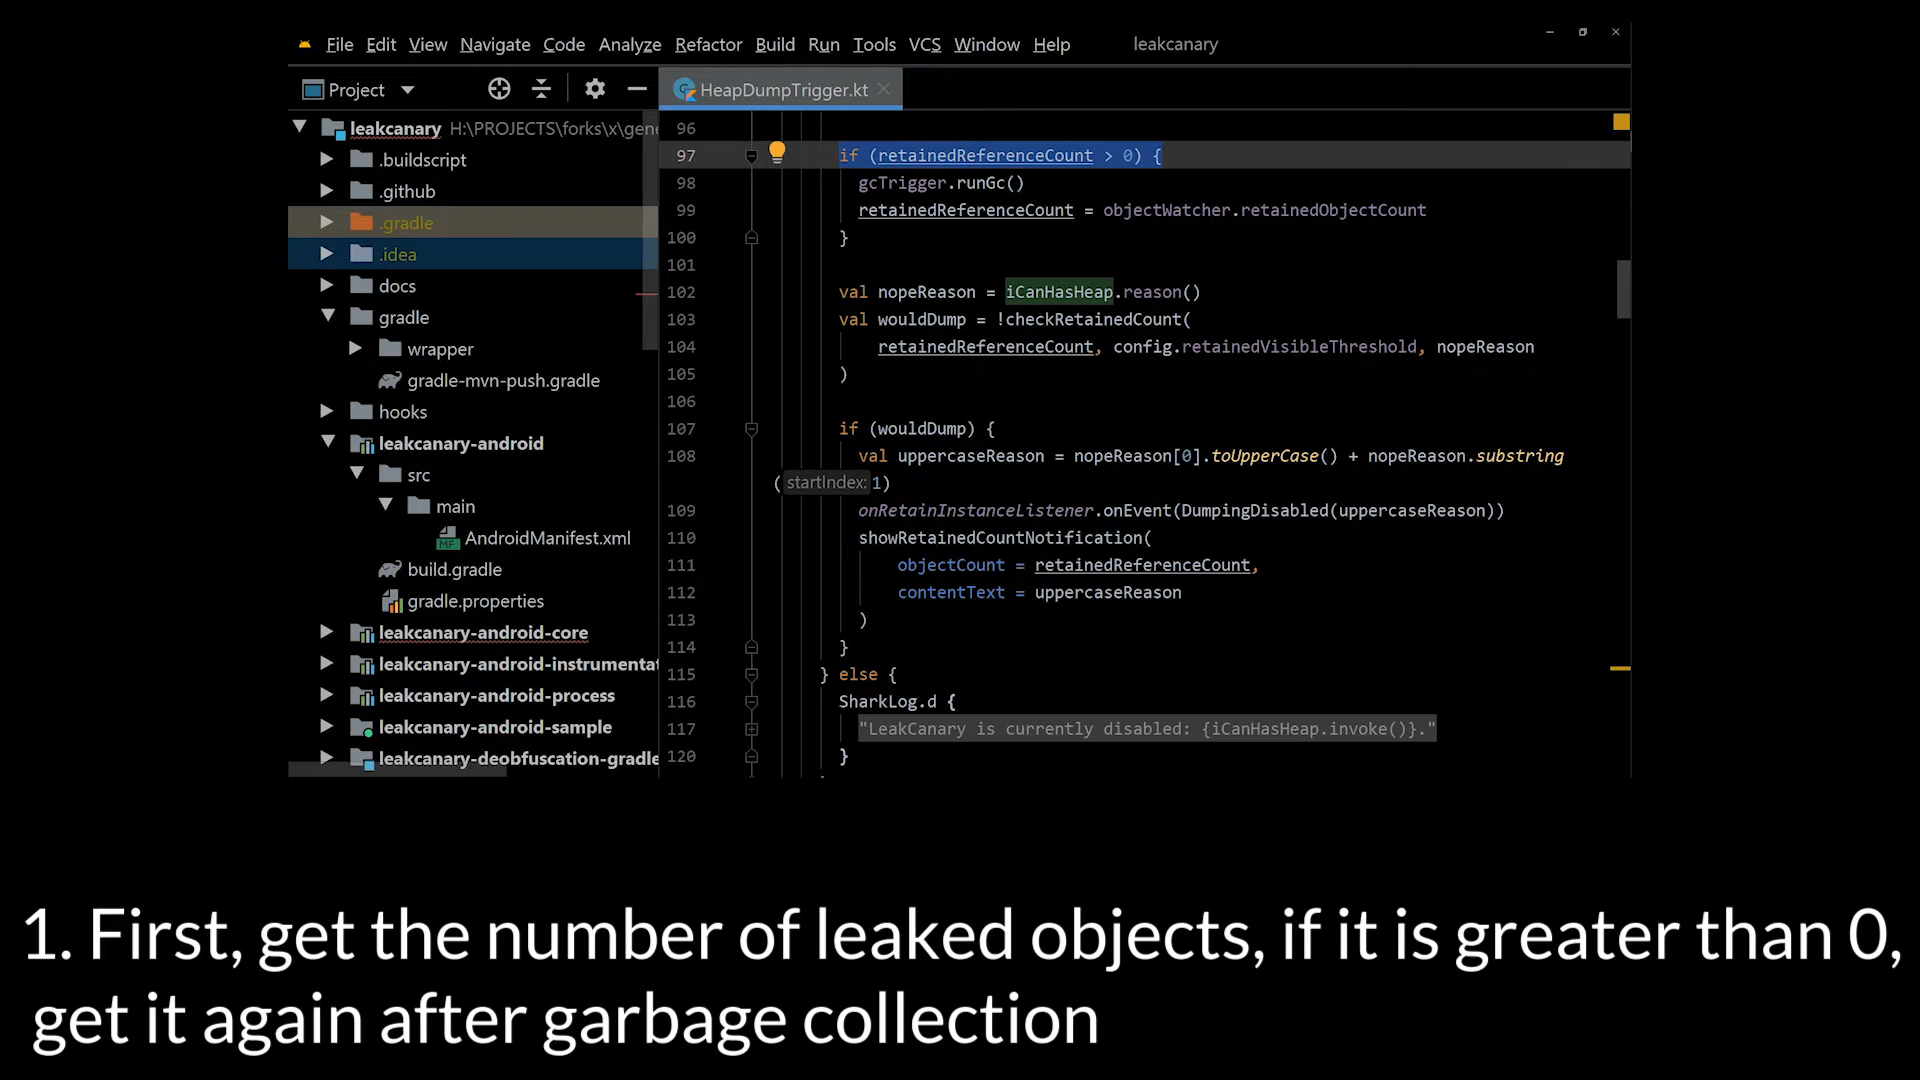 File Edit View Navigate Code Analyze Refactor Build Run Tools VCS Window Help leakcanary
Project
HeapDumpTrigger.kt
leakcanary H:\PROJECTS\forks\x\gen
.buildscript
.github
.gradle
.idea
docs
gradle
wrapper
gradle-mvn-push.gradle
hooks
leakcanary-android
src
main
MF AndroidManifest.xml
build.gradle
gradle.properties
leakcanary-android-core
leakcanary-android-instrumentat
leakcanary-android-process
leakcanary-android-sample
leakcanary-deobfuscation-gradle
96
97 if (retainedReferenceCount > 0) {
98 gcTrigger.runGc()
99 retainedReferenceCount = objectWatcher.retainedObjectCount
100 }
101
102 val nopeReason = iCanHasHeap.reason()
103 val wouldDump = !checkRetainedCount(
104 retainedReferenceCount, config.retainedVisibleThreshold, nopeReason
105 )
106
107 if (wouldDump) {
108 val uppercaseReason = nopeReason[0].toUpperCase() + nopeReason.substring
( startIndex: 1)
109 onRetainInstanceListener.onEvent(DumpingDisabled(uppercaseReason))
110 showRetainedCountNotification(
111 objectCount = retainedReferenceCount,
112 contentText = uppercaseReason
113 )
114 }
115 } else {
116 SharkLog.d {
117 "LeakCanary is currently disabled: {iCanHasHeap.invoke()}."
120 }
1. First, get the number of leaked objects, if it is greater than 0,
get it again after garbage collection